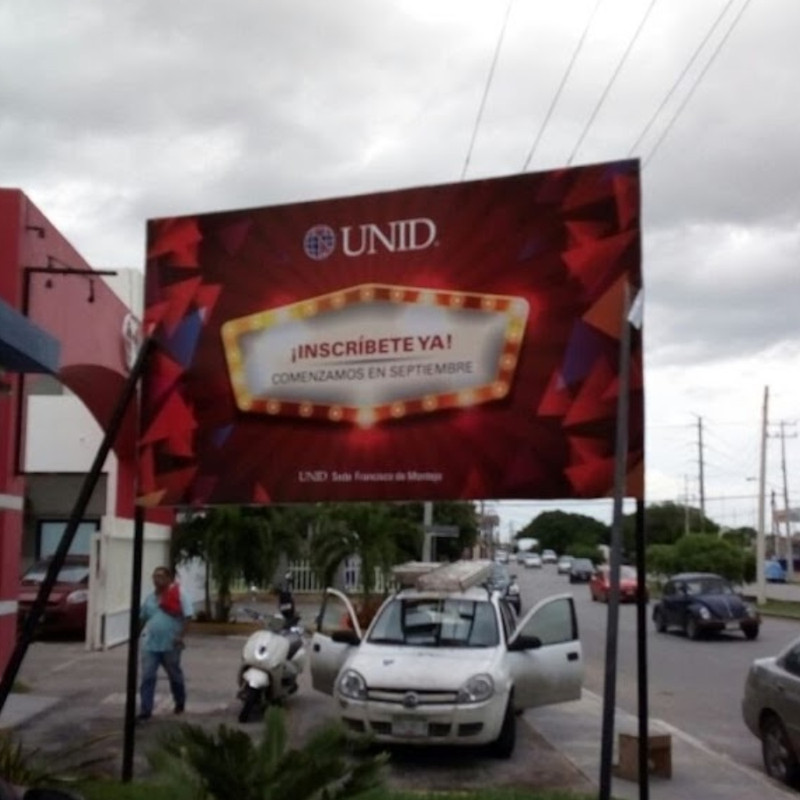 UNID
¡INSCRÍBETE YA!
COMENZAMOS EN SEPTIEMBRE
UNID Sede Francisco de Montejo